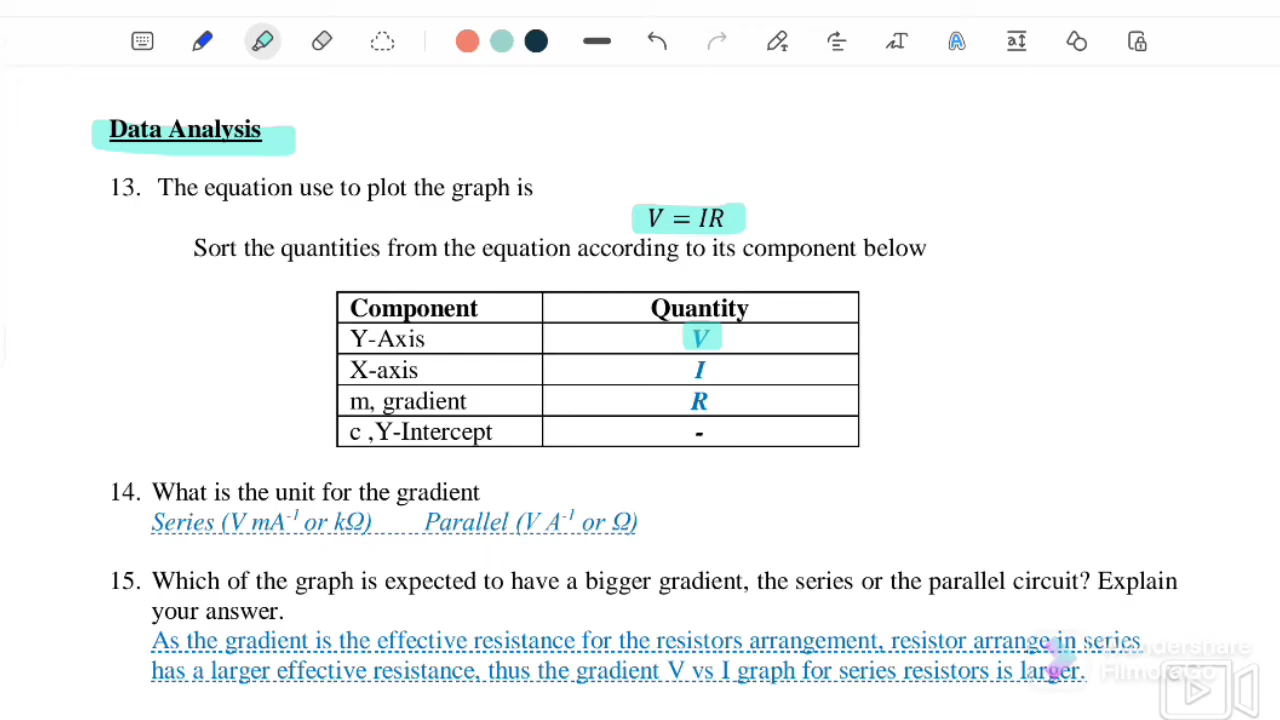 Data Analysis
13. The equation use to plot the graph is
V = IR
Sort the quantities from the equation according to its component below
Component Quantity
Y-Axis V
X-axis I
m, gradient R
c ,Y-Intercept -
14. What is the unit for the gradient
Series (V mA⁻¹ or kΩ) Parallel (V A⁻¹ or Ω)
15. Which of the graph is expected to have a bigger gradient, the series or the parallel circuit? Explain
your answer.
As the gradient is the effective resistance for the resistors arrangement, resistor arrange in series
has a larger effective resistance, thus the gradient V vs I graph for series resistors is larger.
Wondershare
FilmoraGo